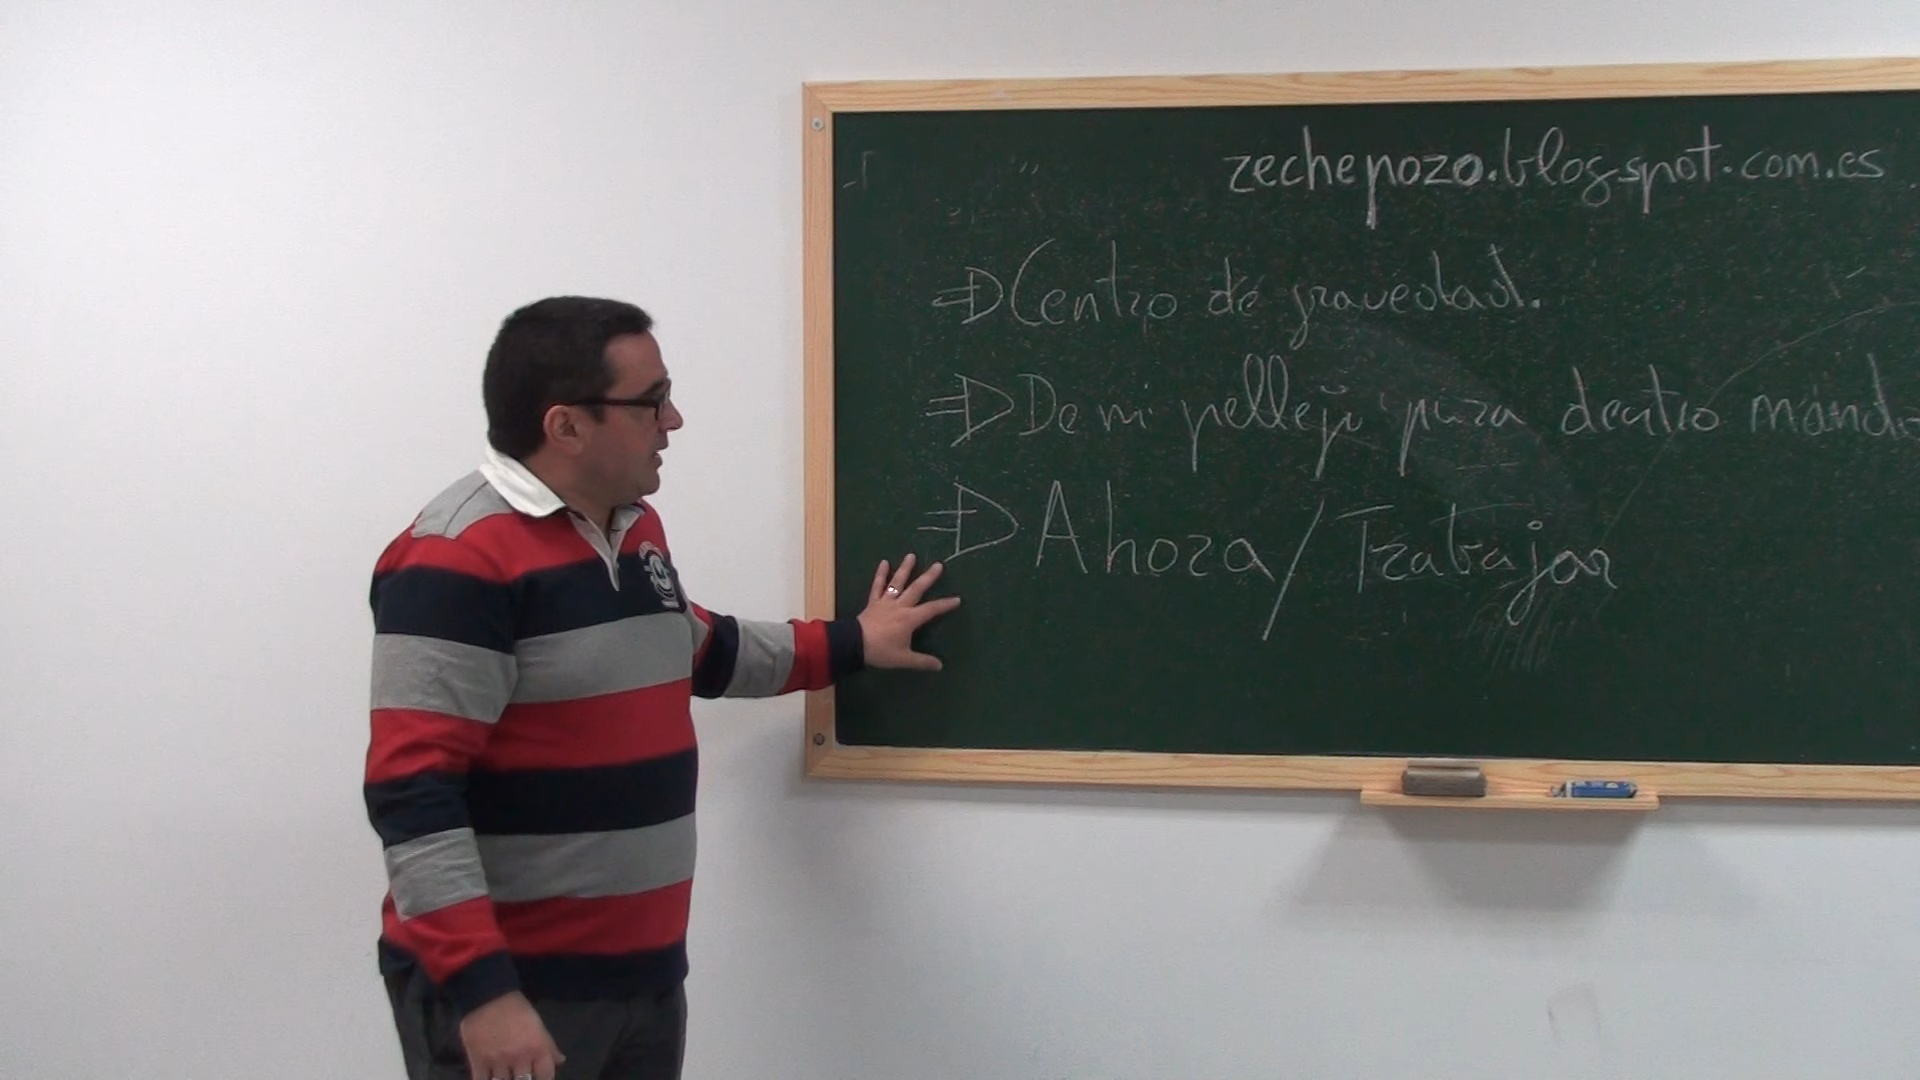 zechepozo.blogspot.com.es
⇒ Centro de gravedad.
⇒ De mi pellejo para dentro mando
⇒ Ahora / Trabajar